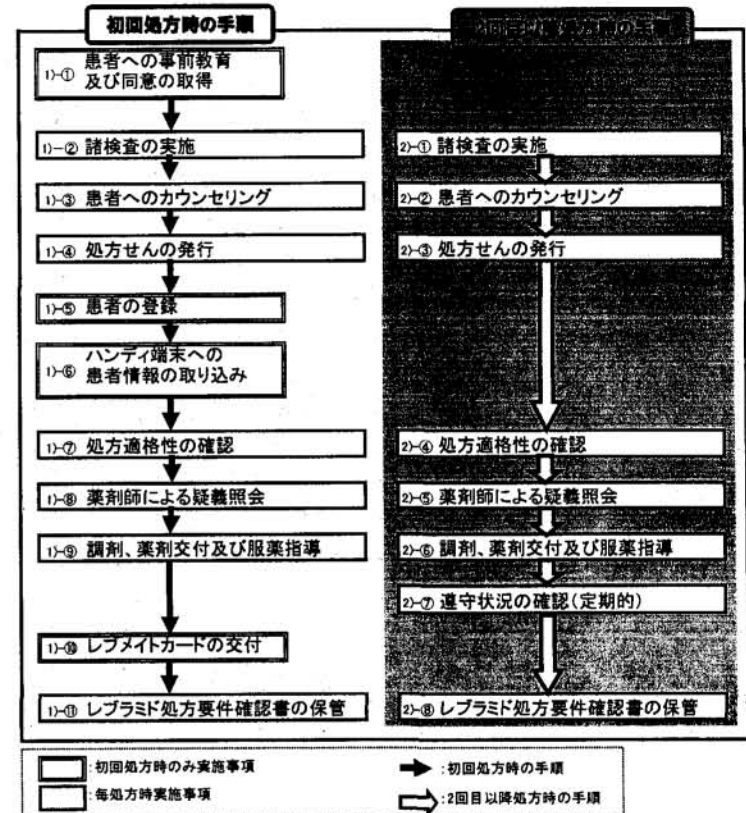 初回処方時の手順
1)-① 患者への事前教育
及び同意の取得
1)-② 諸検査の実施
1)-③ 患者へのカウンセリング
1)-④ 処方せんの発行
1)-⑤ 患者の登録
1)-⑥ ハンディ端末への
患者情報の取り込み
1)-⑦ 処方適格性の確認
1)-⑧ 薬剤師による疑義照会
1)-⑨ 調剤、薬剤交付及び服薬指導
1)-⑩ レブメイトカードの交付
1)-⑪ レブラミド処方要件確認書の保管
2回目以降処方時の手順
2)-① 諸検査の実施
2)-② 患者へのカウンセリング
2)-③ 処方せんの発行
2)-④ 処方適格性の確認
2)-⑤ 薬剤師による疑義照会
2)-⑥ 調剤、薬剤交付及び服薬指導
2)-⑦ 遵守状況の確認(定期的)
2)-⑧ レブラミド処方要件確認書の保管
:初回処方時のみ実施事項
:毎処方時実施事項
:初回処方時の手順
:2回目以降処方時の手順